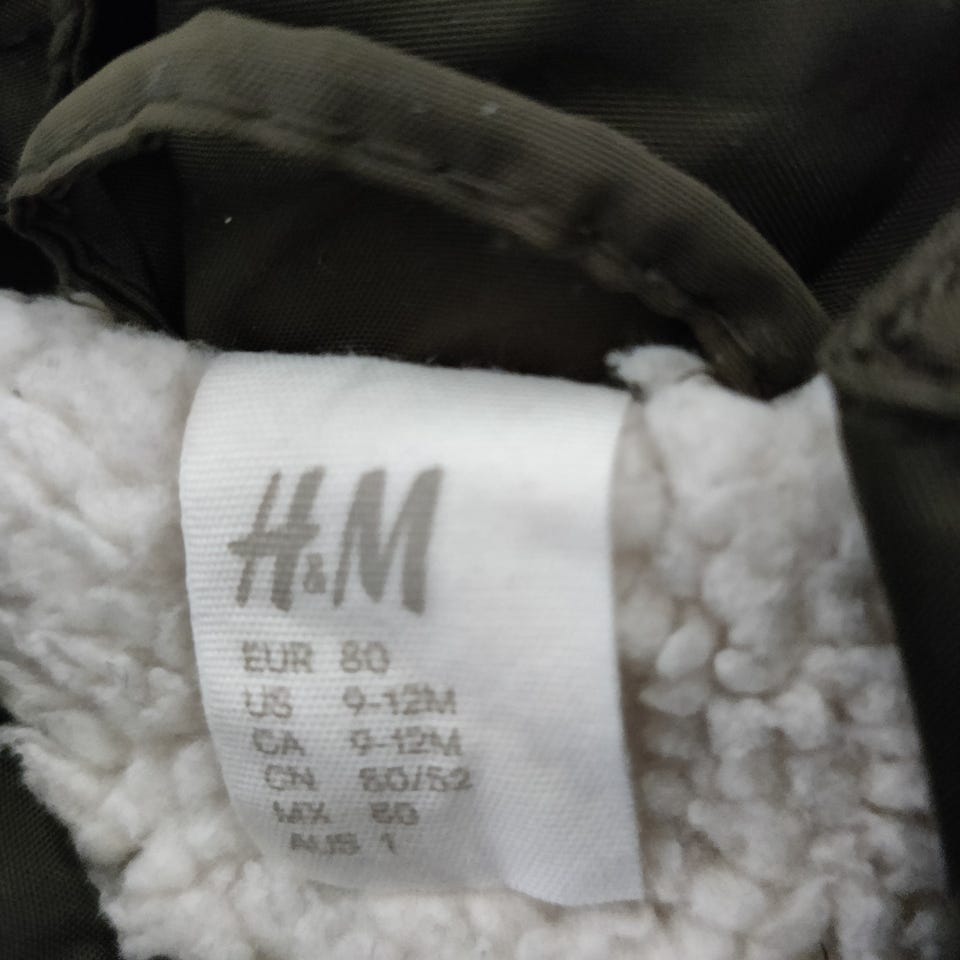 H&M
EUR 80
US 9-12M
CA 9-12M
CN 80/52
MX 80
AUS 1